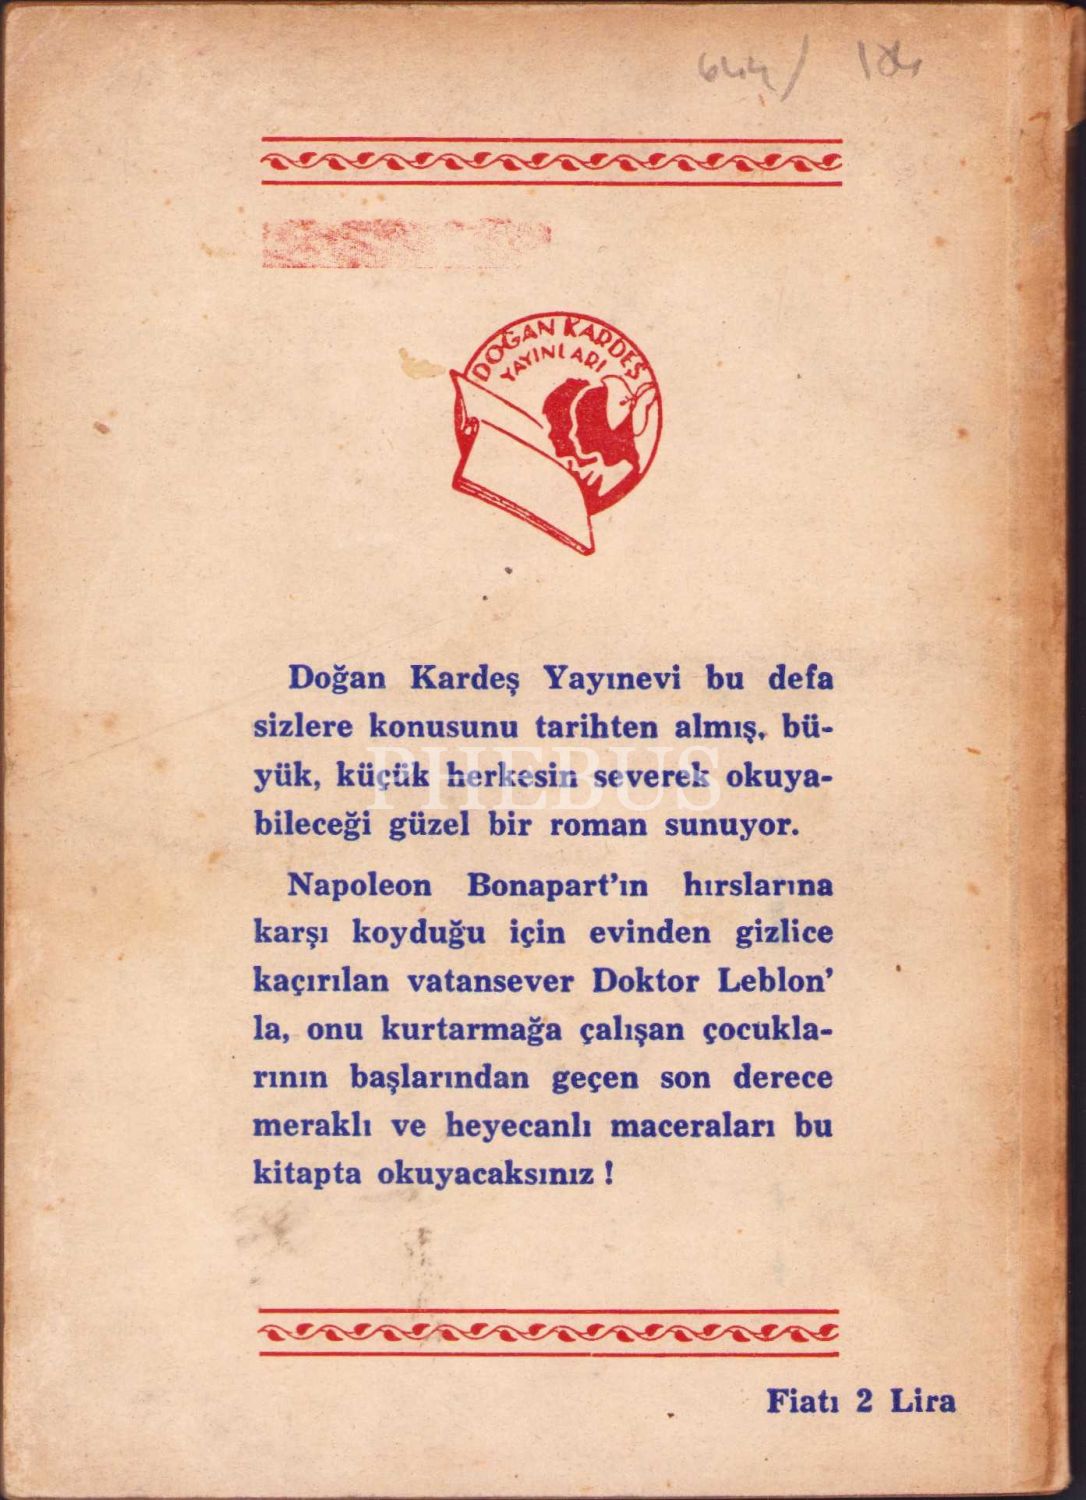 DOĞAN KARDEŞ
YAYINLARI
Doğan Kardeş Yayınevi bu defa
sizlere konusunu tarihten almış, bü-
yük, küçük herkesin severek okuya-
PHEBUS
bileceği güzel bir roman sunuyor.
Napoleon Bonapart'ın hırslarına
karşı koyduğu için evinden gizlice
kaçırılan vatansever Doktor Leblon'
la, onu kurtarmağa çalışan çocukla-
rının başlarından geçen son derece
meraklı ve heyecanlı maceraları bu
kitapta okuyacaksınız !
Fiatı 2 Lira